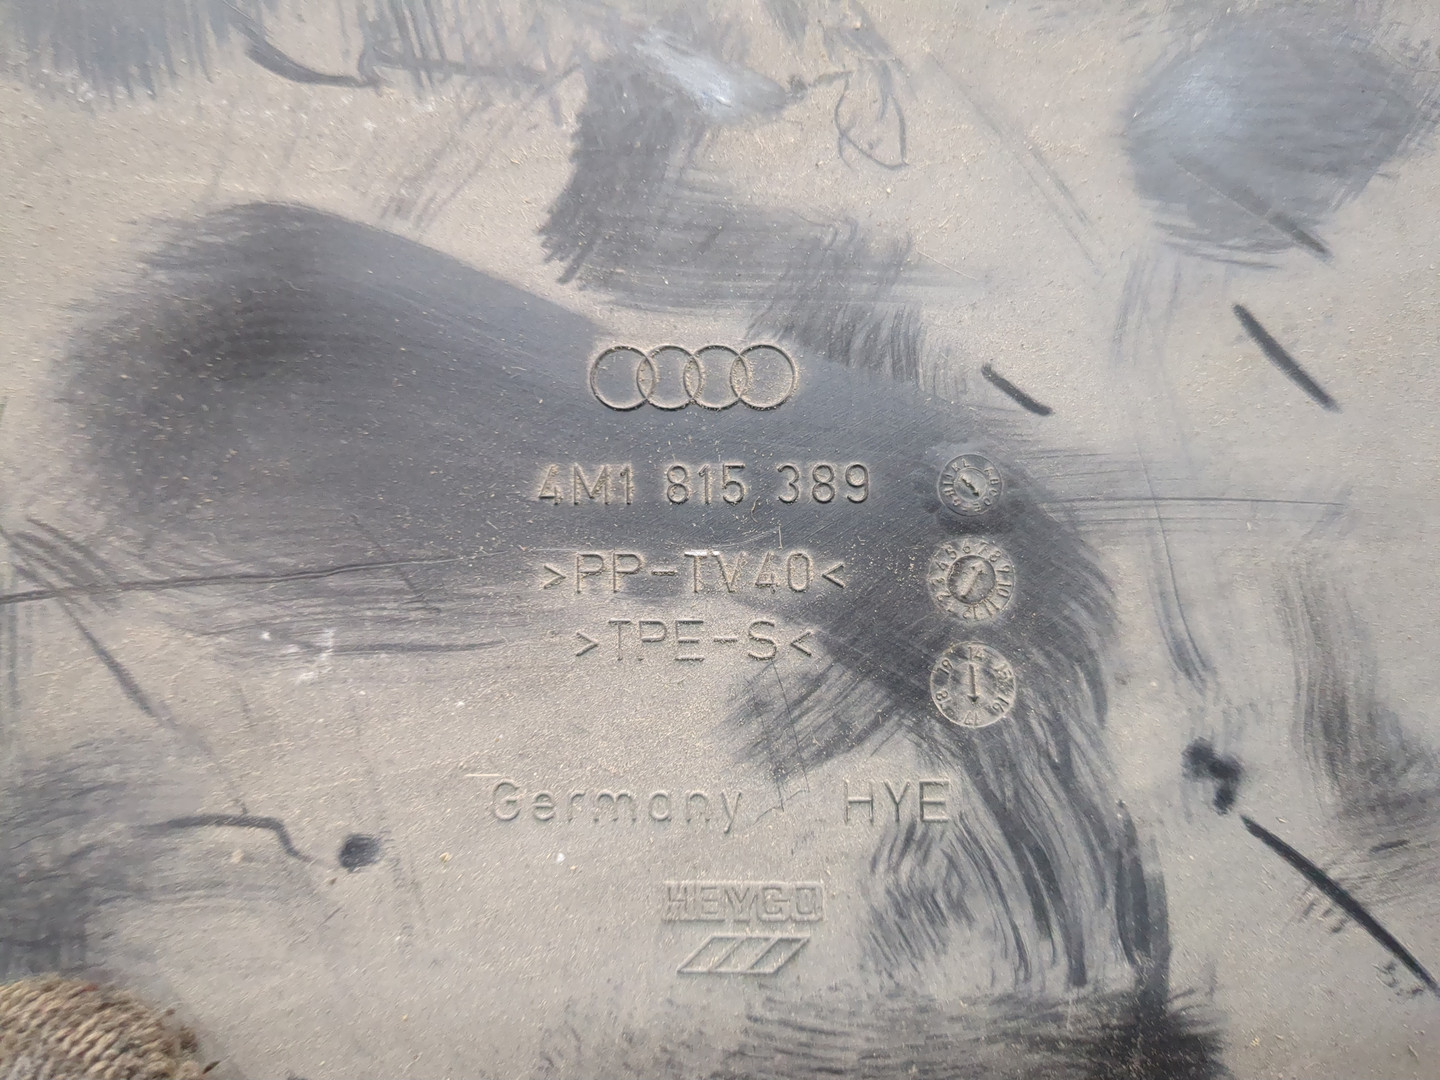 4M1 815 389
>PP-TV40<
>TPE-S<
Germany HYE
HEYCO